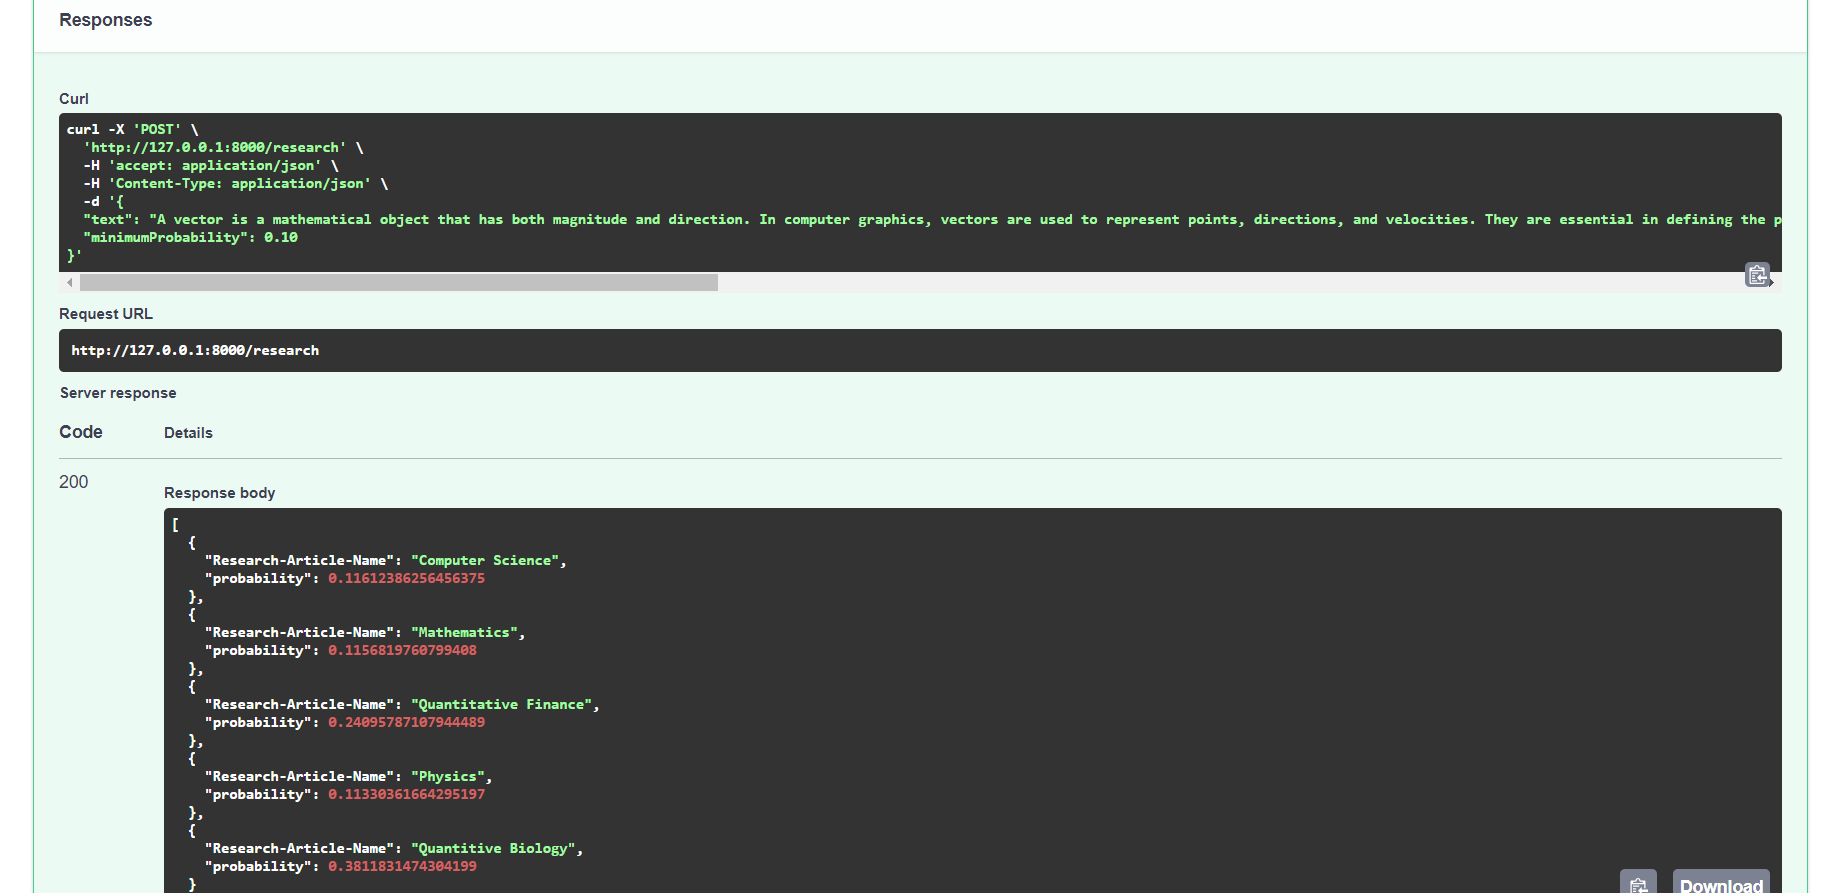 Responses
Curl
curl -X 'POST' \
  'http://127.0.0.1:8000/research' \
  -H 'accept: application/json' \
  -H 'Content-Type: application/json' \
  -d '{
  "text": "A vector is a mathematical object that has both magnitude and direction. In computer graphics, vectors are used to represent points, directions, and velocities. They are essential in defining the p
  "minimumProbability": 0.10
}'
Request URL
http://127.0.0.1:8000/research
Server response
Code Details
200
Response body
[
  {
    "Research-Article-Name": "Computer Science",
    "probability": 0.11612386256456375
  },
  {
    "Research-Article-Name": "Mathematics",
    "probability": 0.1156819760799408
  },
  {
    "Research-Article-Name": "Quantitative Finance",
    "probability": 0.24095787107944489
  },
  {
    "Research-Article-Name": "Physics",
    "probability": 0.11330361664295197
  },
  {
    "Research-Article-Name": "Quantitive Biology",
    "probability": 0.3811831474304199
  }
Download